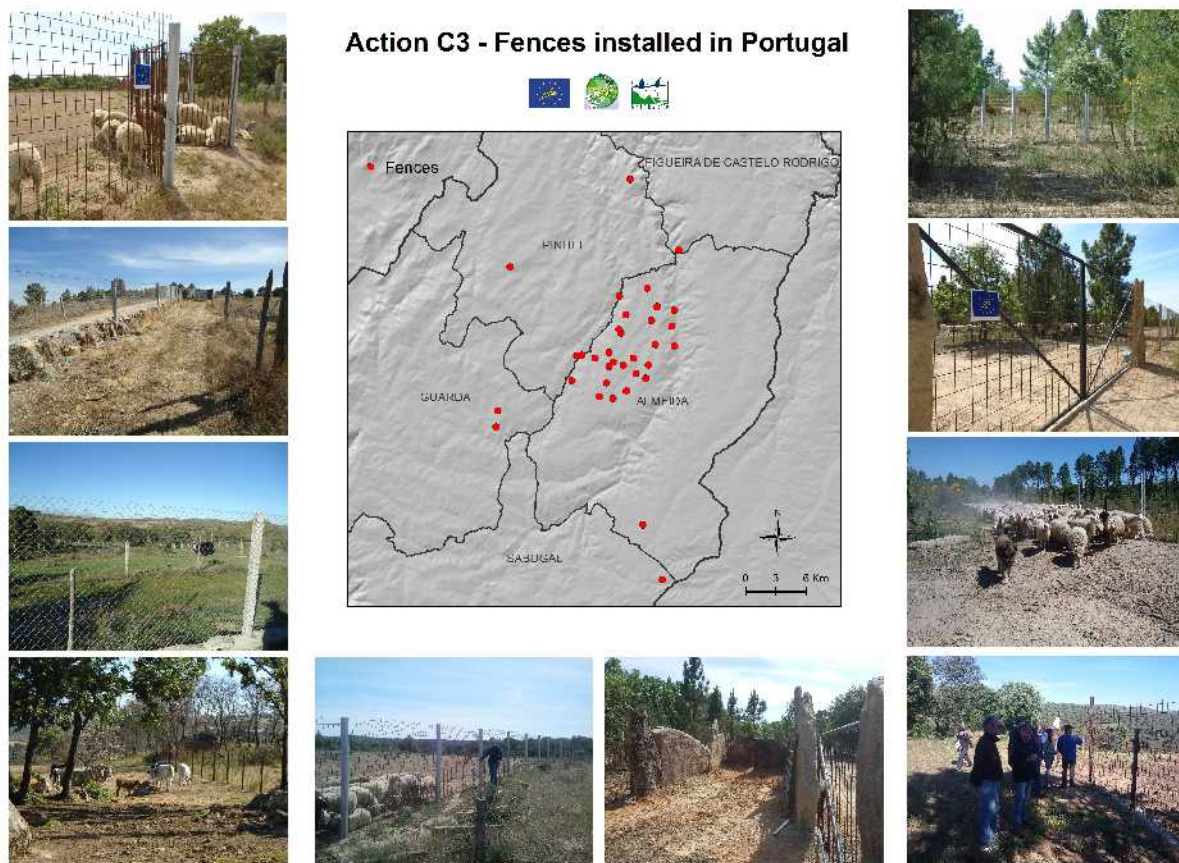 Action C3 - Fences installed in Portugal
Fences
FIGUEIRA DE CASTELO RODRIGO
PINHEL
GUARDA
ALMEIDA
SABUGAL
N
0 3 6 Km